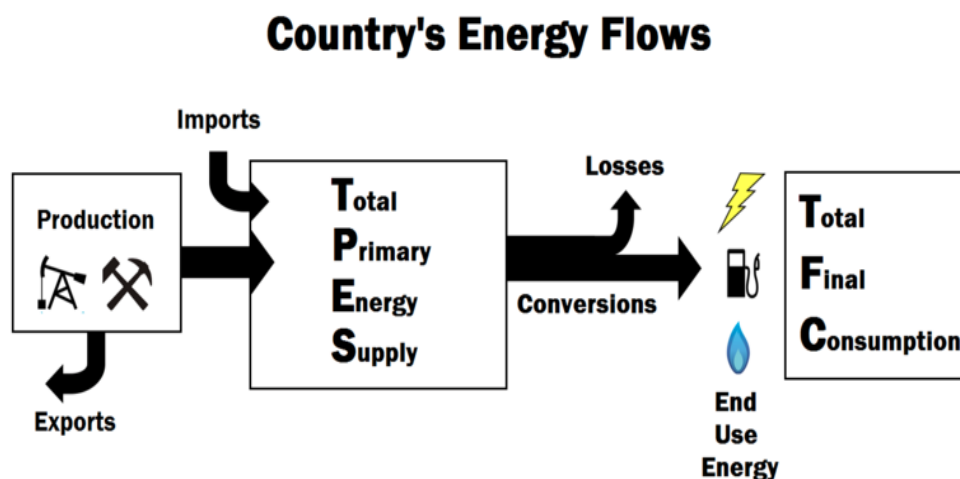 Country's Energy Flows
Imports
Production
Exports
Total
Primary
Energy
Supply
Losses
Conversions
End
Use
Energy
Total
Final
Consumption